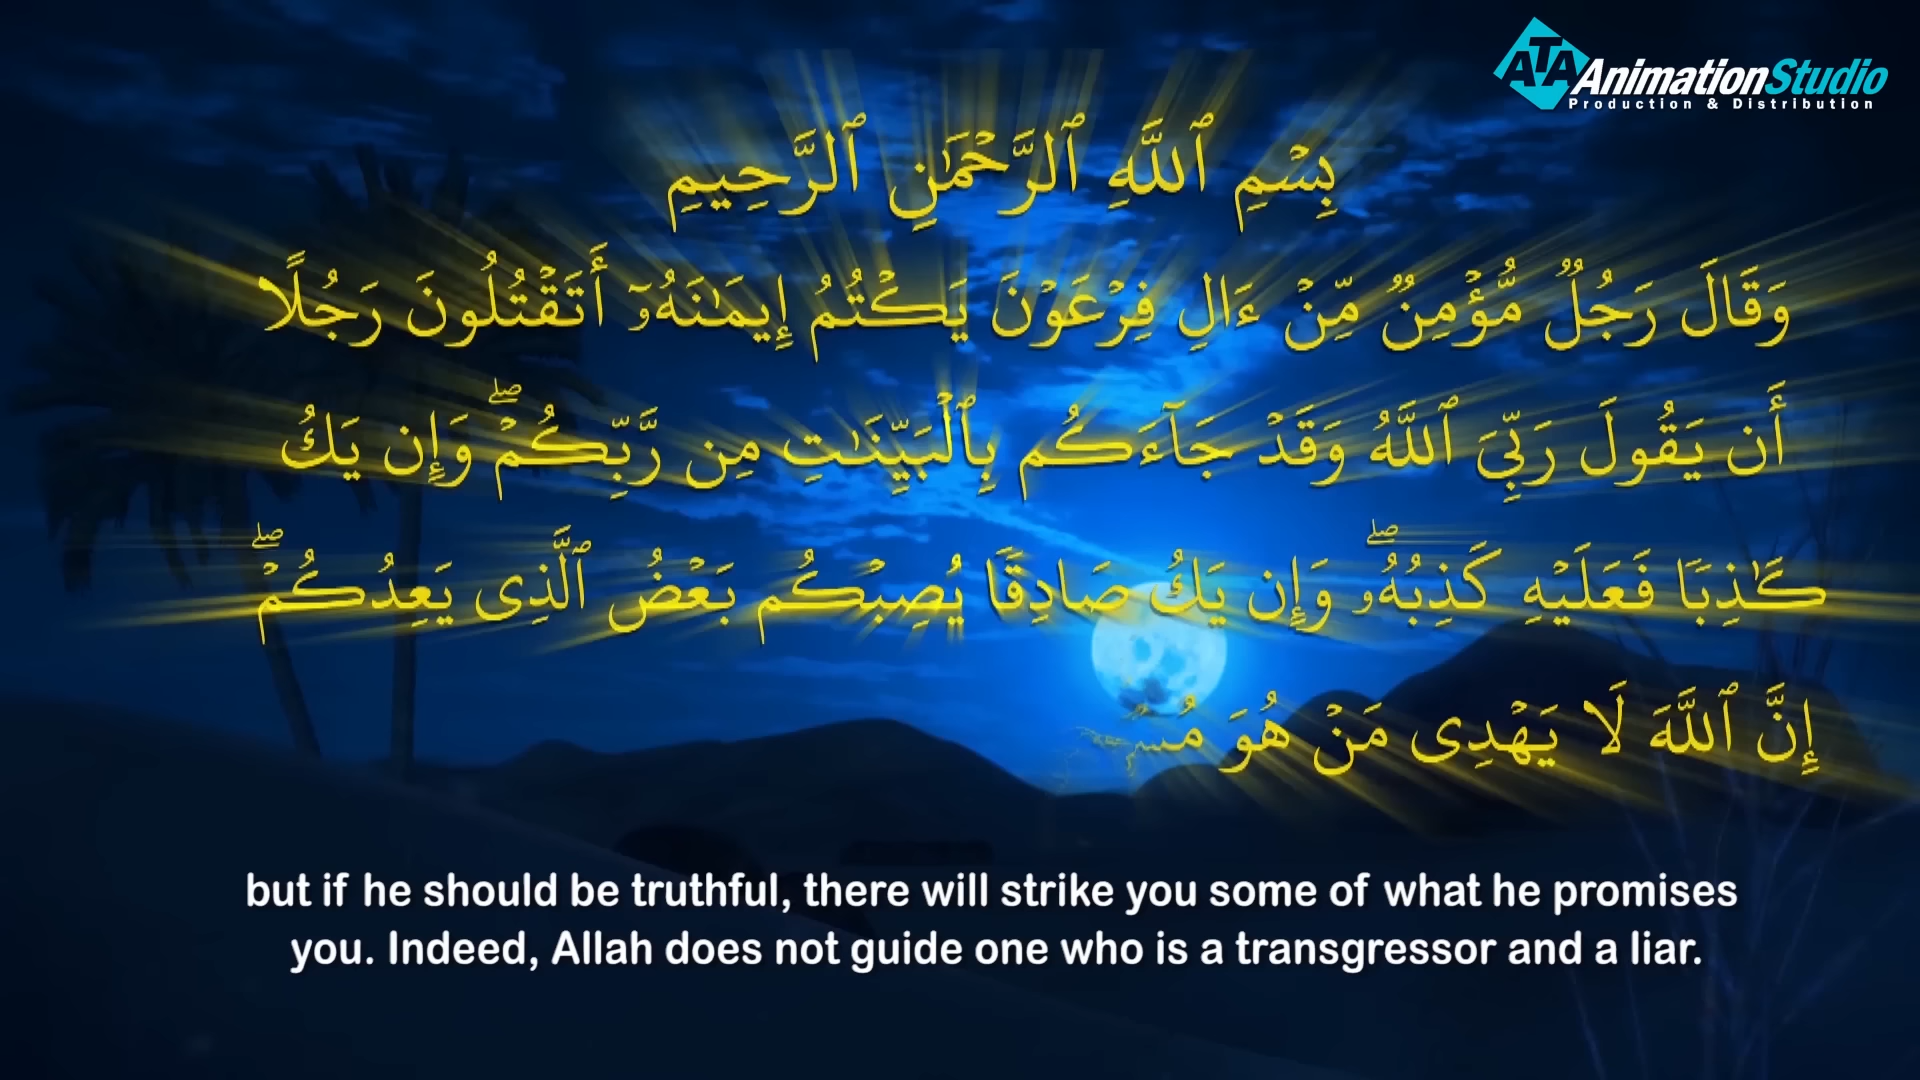 ATA AnimationStudio
Production & Distribution
بِسْمِ ٱللَّهِ ٱلرَّحْمَٰنِ ٱلرَّحِيمِ
وَقَالَ رَجُلٌ مُّؤْمِنٌ مِّنْ ءَالِ فِرْعَوْنَ يَكْتُمُ إِيمَٰنَهُۥٓ أَتَقْتُلُونَ رَجُلًا
أَن يَقُولَ رَبِّىَ ٱللَّهُ وَقَدْ جَآءَكُم بِٱلْبَيِّنَٰتِ مِن رَّبِّكُمْ ۖ وَإِن يَكُ
كَٰذِبًا فَعَلَيْهِ كَذِبُهُۥ ۖ وَإِن يَكُ صَادِقًا يُصِبْكُم بَعْضُ ٱلَّذِى يَعِدُكُمْ ۖ
إِنَّ ٱللَّهَ لَا يَهْدِى مَنْ هُوَ
but if he should be truthful, there will strike you some of what he promises
you. Indeed, Allah does not guide one who is a transgressor and a liar.